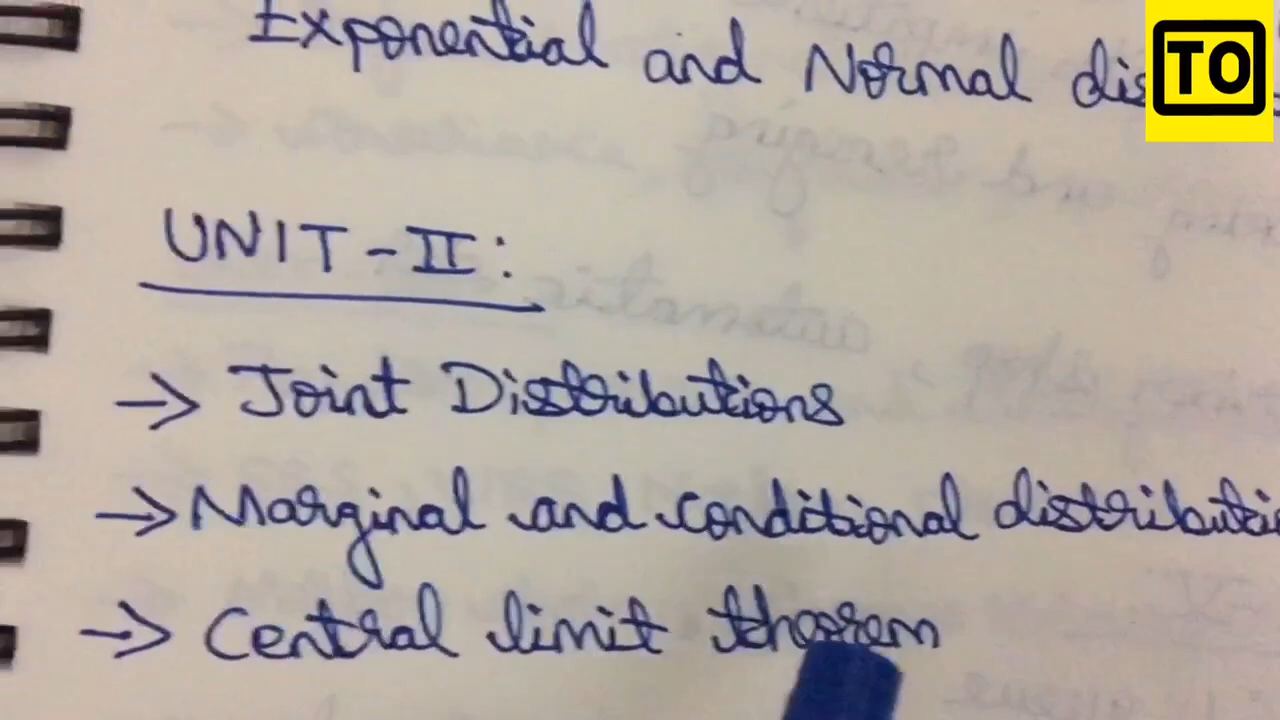 Exponential and Normal dis
TO
UNIT-II:
→ Joint Distributions
→ Marginal and conditional distributi
→ Central limit theorem